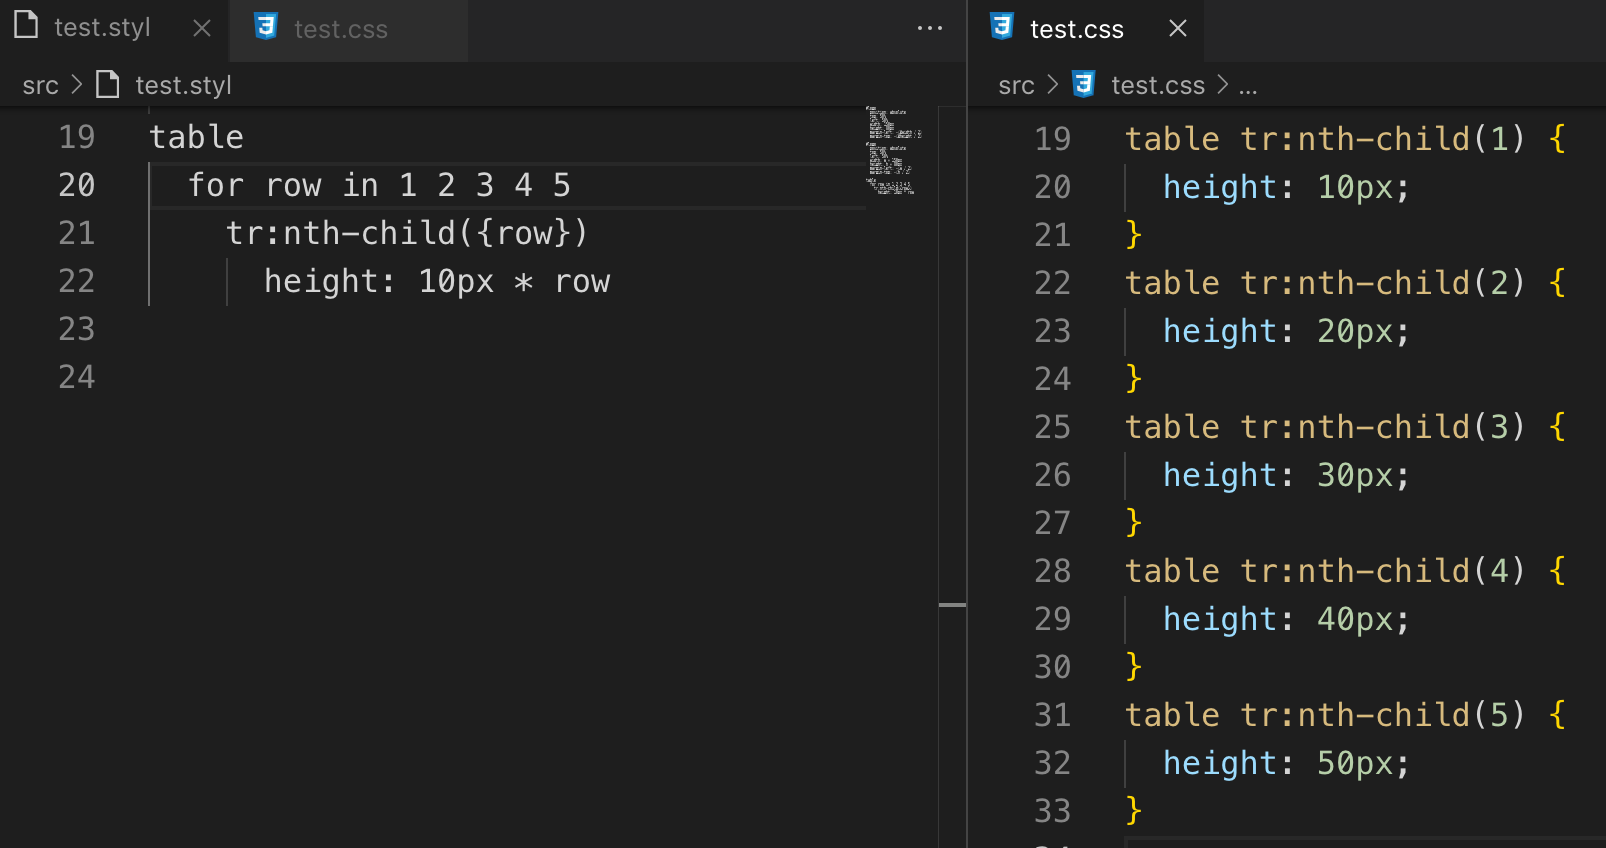 test.styl
test.css
src > test.styl
19 table
20   for row in 1 2 3 4 5
21     tr:nth-child({row})
22       height: 10px * row
23
24
test.css
src > test.css > ...
19 table tr:nth-child(1) {
20   height: 10px;
21 }
22 table tr:nth-child(2) {
23   height: 20px;
24 }
25 table tr:nth-child(3) {
26   height: 30px;
27 }
28 table tr:nth-child(4) {
29   height: 40px;
30 }
31 table tr:nth-child(5) {
32   height: 50px;
33 }